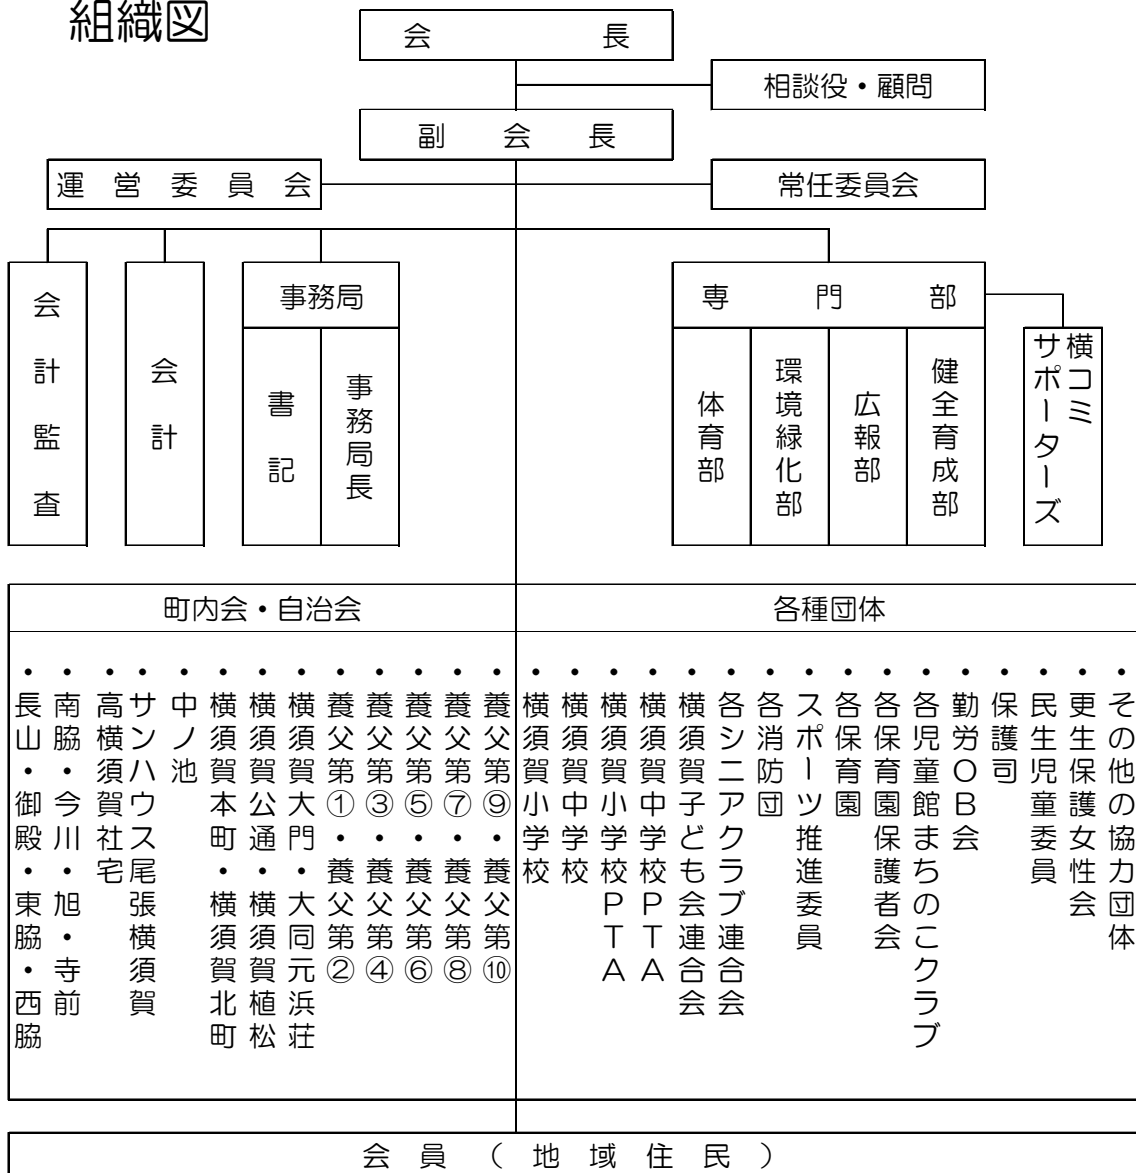 組織図
会長
相談役・顧問
副会長
運営委員会
常任委員会
会計監査
会計
事務局
書記
事務局長
専門部
体育部
環境緑化部
広報部
健全育成部
横コミ
サポーターズ
町内会・自治会
各種団体
・養父第⑨・養父第⑩
・養父第⑦・養父第⑧
・養父第⑤・養父第⑥
・養父第③・養父第④
・養父第①・養父第②
・横須賀大門・大同元浜荘
・横須賀公通・横須賀植松
・横須賀本町・横須賀北町
・中ノ池
・サンハウス尾張横須賀
・高横須賀社宅
・南脇・今川・旭・寺前
・長山・御殿・東脇・西脇
・その他の協力団体
・更生保護女性会
・民生児童委員
・保護司
・勤労OB会
・各児童館まちのこクラブ
・各保育園保護者会
・各保育園
・スポーツ推進委員
・各消防団
・各シニアクラブ連合会
・横須賀子ども会連合会
・横須賀中学校PTA
・横須賀小学校PTA
・横須賀中学校
・横須賀小学校
会員(地域住民)